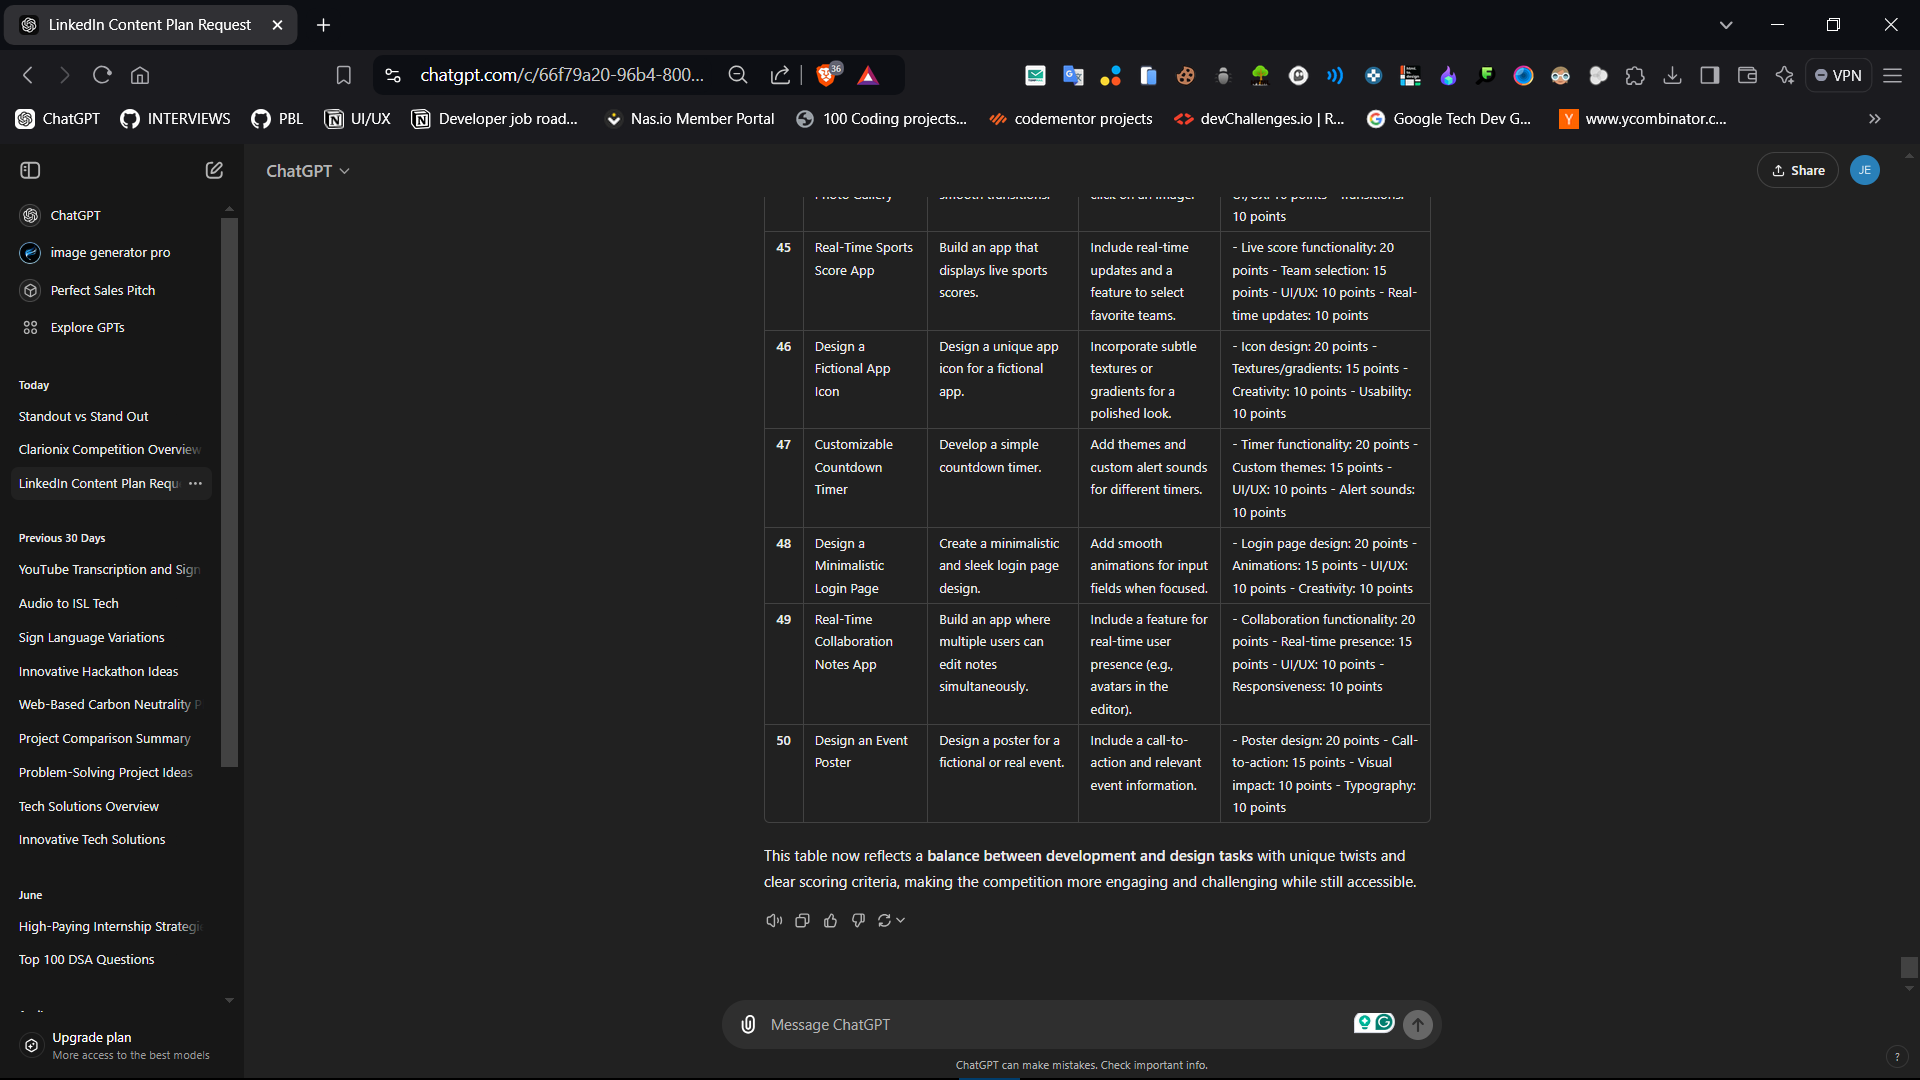 LinkedIn Content Plan Request
chatgpt.com/c/66f79a20-96b4-800...
36
VPN
ChatGPT
INTERVIEWS
PBL
UI/UX
Developer job road...
Nas.io Member Portal
100 Coding projects...
codementor projects
devChallenges.io | R...
Google Tech Dev G...
Y
www.ycombinator.c...
ChatGPT
Share
JE
ChatGPT
image generator pro
Perfect Sales Pitch
Explore GPTs
Today
Standout vs Stand Out
Clarionix Competition Overview
LinkedIn Content Plan Requ
Previous 30 Days
YouTube Transcription and Sign
Audio to ISL Tech
Sign Language Variations
Innovative Hackathon Ideas
Web-Based Carbon Neutrality P
Project Comparison Summary
Problem-Solving Project Ideas
Tech Solutions Overview
Innovative Tech Solutions
June
High-Paying Internship Strategi
Top 100 DSA Questions
Upgrade plan
More access to the best models
10 points
45
Real-Time Sports
Score App
Build an app that
displays live sports
scores.
Include real-time
updates and a
feature to select
favorite teams.
- Live score functionality: 20
points - Team selection: 15
points - UI/UX: 10 points - Real-
time updates: 10 points
46
Design a
Fictional App
Icon
Design a unique app
icon for a fictional
app.
Incorporate subtle
textures or
gradients for a
polished look.
- Icon design: 20 points -
Textures/gradients: 15 points -
Creativity: 10 points - Usability:
10 points
47
Customizable
Countdown
Timer
Develop a simple
countdown timer.
Add themes and
custom alert sounds
for different timers.
- Timer functionality: 20 points -
Custom themes: 15 points -
UI/UX: 10 points - Alert sounds:
10 points
48
Design a
Minimalistic
Login Page
Create a minimalistic
and sleek login page
design.
Add smooth
animations for input
fields when focused.
- Login page design: 20 points -
Animations: 15 points - UI/UX:
10 points - Creativity: 10 points
49
Real-Time
Collaboration
Notes App
Build an app where
multiple users can
edit notes
simultaneously.
Include a feature for
real-time user
presence (e.g.,
avatars in the
editor).
- Collaboration functionality: 20
points - Real-time presence: 15
points - UI/UX: 10 points -
Responsiveness: 10 points
50
Design an Event
Poster
Design a poster for a
fictional or real event.
Include a call-to-
action and relevant
event information.
- Poster design: 20 points - Call-
to-action: 15 points - Visual
impact: 10 points - Typography:
10 points
This table now reflects a balance between development and design tasks with unique twists and
clear scoring criteria, making the competition more engaging and challenging while still accessible.
Message ChatGPT
ChatGPT can make mistakes. Check important info.
?